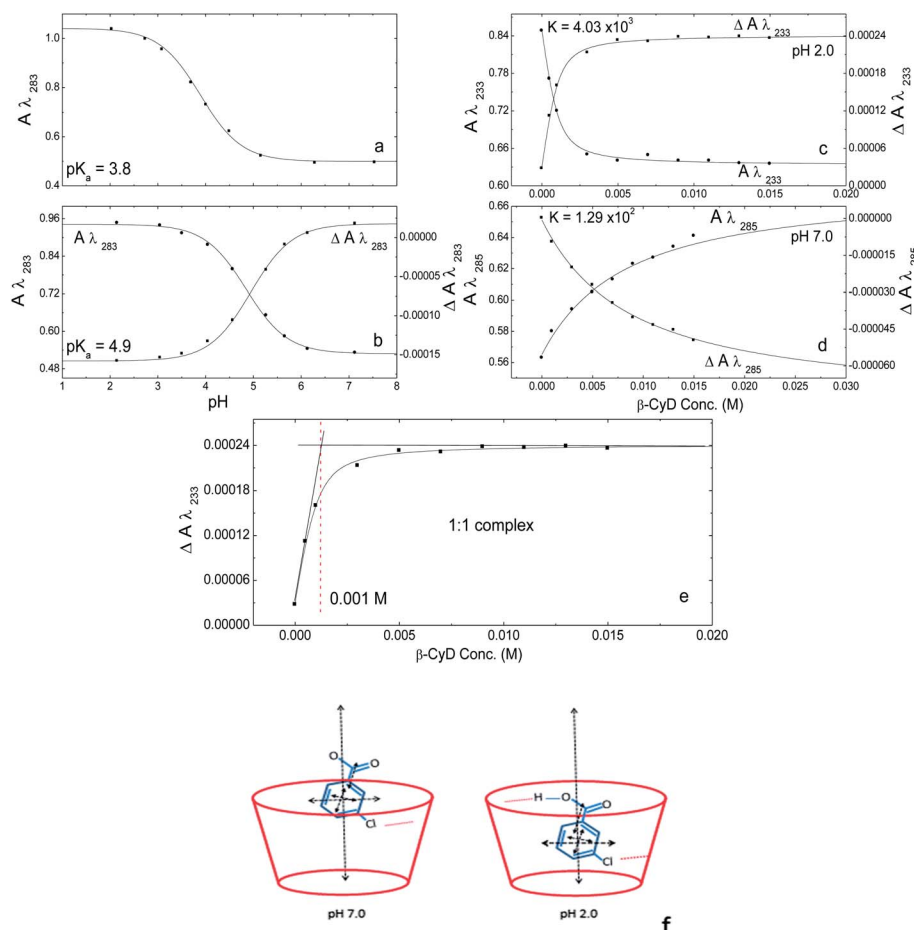 A λ 283
1.0
0.8
0.6
0.4
a
pKa = 3.8
A λ 283
0.96
0.84
0.72
0.60
0.48
A λ 283
Δ A λ 283
pKa = 4.9
b
0.00000
-0.00005
-0.00010
-0.00015
Δ A λ 283
1 2 3 4 5 6 7 8
pH
A λ 233
0.84
0.78
0.72
0.66
0.60
K = 4.03 x10³
Δ A λ 233
pH 2.0
c
A λ 233
0.00024
0.00018
0.00012
0.00006
0.00000
Δ A λ 233
0.000 0.005 0.010 0.015 0.020
A λ 285
0.66
0.64
0.62
0.60
0.58
0.56
K = 1.29 x10²
A λ 285
pH 7.0
d
Δ A λ 285
0.000000
-0.000015
-0.000030
-0.000045
-0.000060
Δ A λ 285
0.000 0.005 0.010 0.015 0.020 0.025 0.030
β-CyD Conc. (M)
Δ A λ 233
0.00024
0.00018
0.00012
0.00006
0.00000
1:1 complex
0.001 M
e
0.000 0.005 0.010 0.015 0.020
β-CyD Conc. (M)
O O
Cl
pH 7.0
H O O
Cl
pH 2.0
f